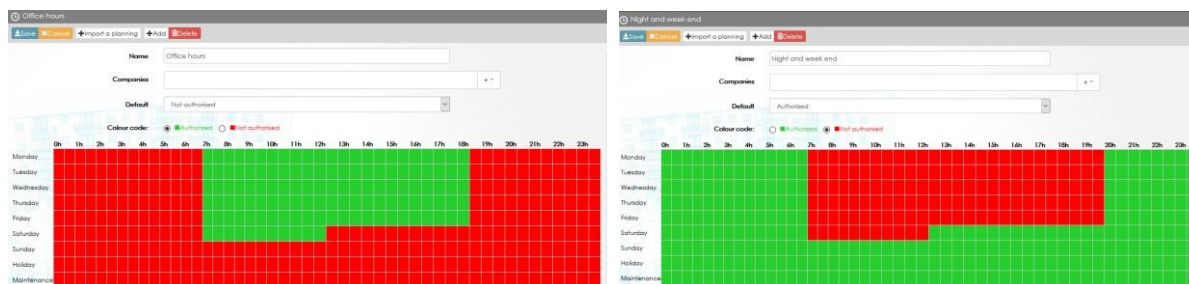 Office hours
Save Cancel Import a planning Add Delete
Name Office hours
Companies
Default Not authorised
Colour code: Authorised Not authorised
0h 1h 2h 3h 4h 5h 6h 7h 8h 9h 10h 11h 12h 13h 14h 15h 16h 17h 18h 19h 20h 21h 22h 23h
Monday
Tuesday
Wednesday
Thursday
Friday
Saturday
Sunday
Holiday
Maintenance
Night and week end
Save Cancel Import a planning Add Delete
Name Night and week end
Companies
Default Authorised
Colour code: Authorised Not authorised
0h 1h 2h 3h 4h 5h 6h 7h 8h 9h 10h 11h 12h 13h 14h 15h 16h 17h 18h 19h 20h 21h 22h 23h
Monday
Tuesday
Wednesday
Thursday
Friday
Saturday
Sunday
Holiday
Maintenance